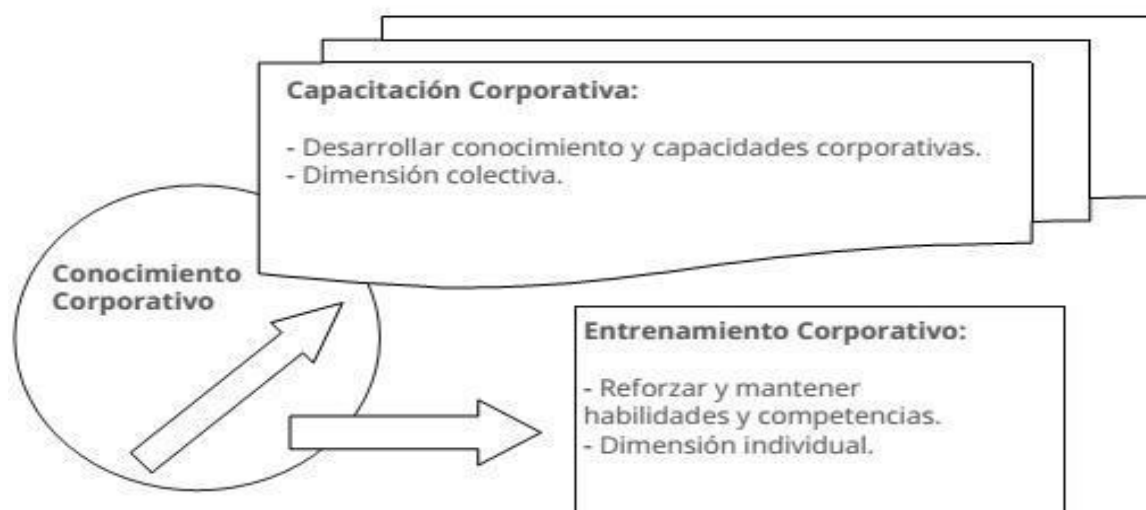 Capacitación Corporativa:
- Desarrollar conocimiento y capacidades corporativas.
- Dimensión colectiva.
Conocimiento
Corporativo
Entrenamiento Corporativo:
- Reforzar y mantener
habilidades y competencias.
- Dimensión individual.